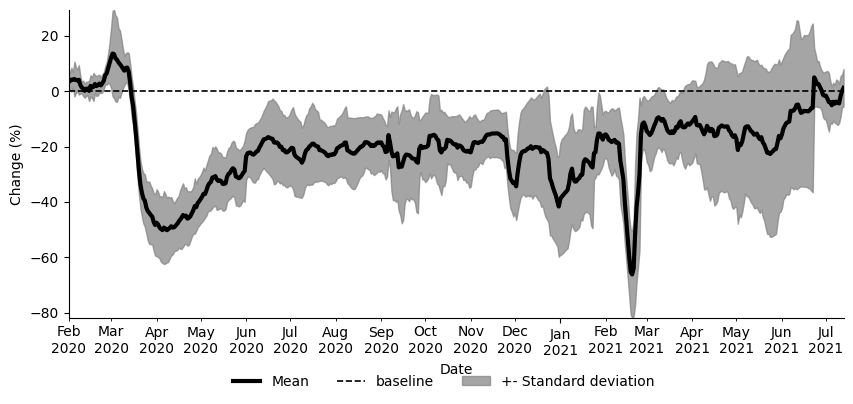 Change (%)
20
0
−20
−40
−60
−80
Feb 2020
Mar 2020
Apr 2020
May 2020
Jun 2020
Jul 2020
Aug 2020
Sep 2020
Oct 2020
Nov 2020
Dec 2020
Jan 2021
Feb 2021
Mar 2021
Apr 2021
May 2021
Jun 2021
Jul 2021
Date
Mean
baseline
+- Standard deviation